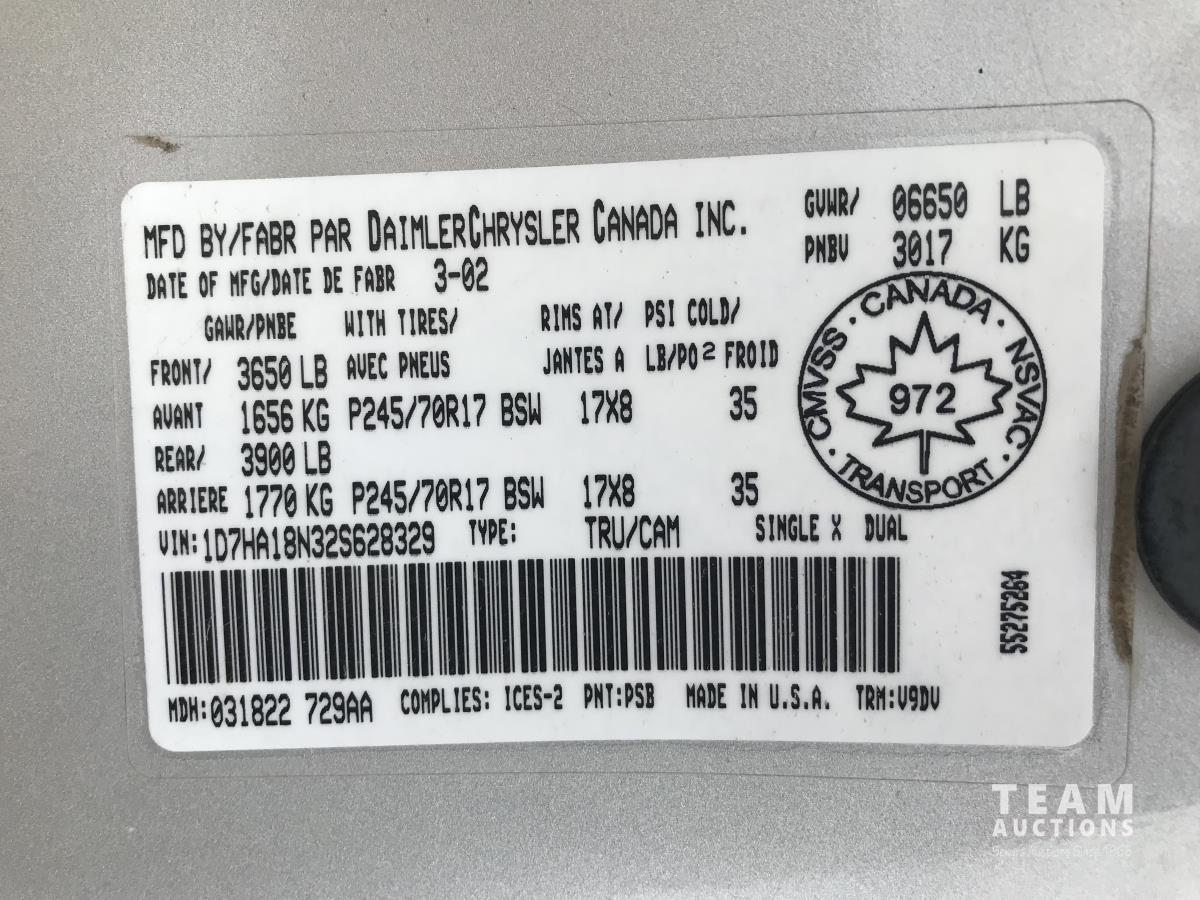 MFD BY/FABR PAR DAIMLERCHRYSLER CANADA INC.
GVWR/ 06650 LB
PNBV 3017 KG
DATE OF MFG/DATE DE FABR 3-02
GAWR/PNBE WITH TIRES/ RIMS AT/ PSI COLD/
FRONT/ 3650 LB AVEC PNEUS JANTES A LB/PO² FROID
AVANT 1656 KG P245/70R17 BSW 17X8 35
REAR/ 3900 LB
ARRIERE 1770 KG P245/70R17 BSW 17X8 35
CANADA · NSVAC · TRANSPORT · CMVSS ·
972
VIN: 1D7HA18N32S628329 TYPE: TRU/CAM SINGLE X DUAL
55275264
MDH: 031822 729AA COMPLIES: ICES-2 PNT:PSB MADE IN U.S.A. TRM:V9DV
TEAM
AUCTIONS